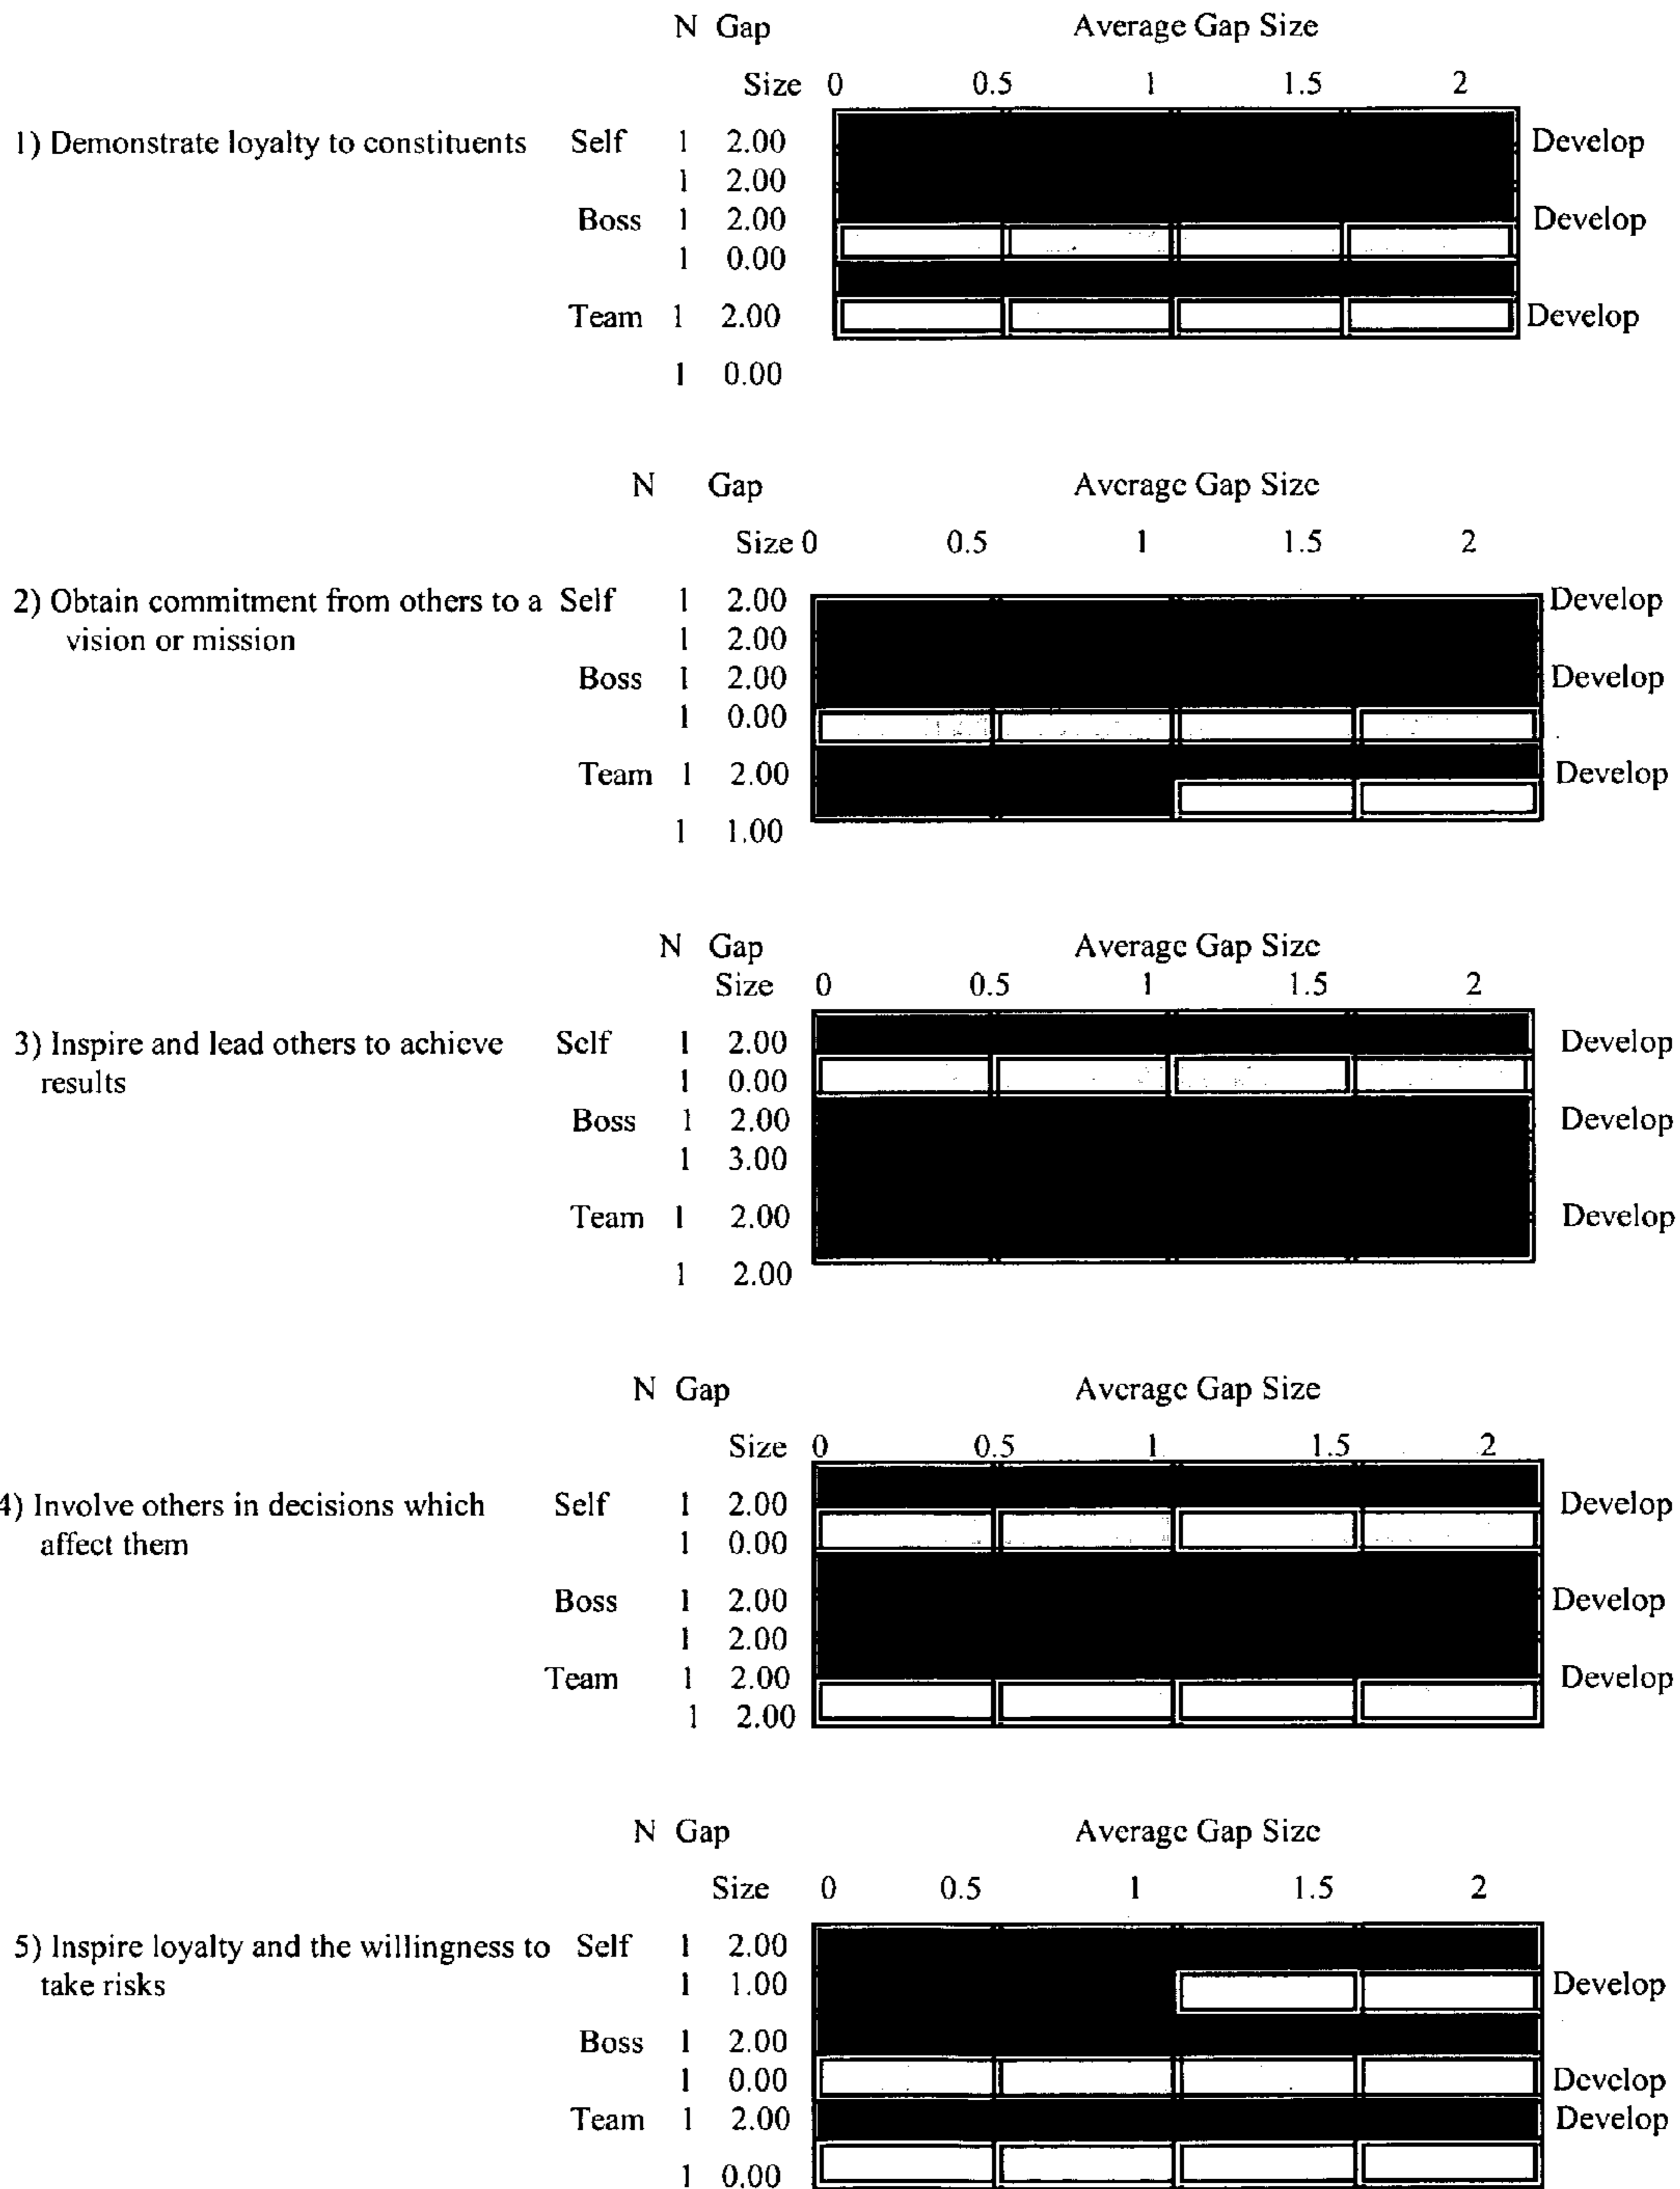 N Gap Average Gap Size
Size 0 0.5 1 1.5 2
1) Demonstrate loyalty to constituents Self 1 2.00 Develop
1 2.00
Boss 1 2.00 Develop
1 0.00
Team 1 2.00 Develop
1 0.00
N Gap Average Gap Size
Size 0 0.5 1 1.5 2
2) Obtain commitment from others to a Self 1 2.00 Develop
vision or mission 1 2.00
Boss 1 2.00 Develop
1 0.00
Team 1 2.00 Develop
1 1.00
N Gap Average Gap Size
Size 0 0.5 1 1.5 2
3) Inspire and lead others to achieve Self 1 2.00 Develop
results 1 0.00
Boss 1 2.00 Develop
1 3.00
Team 1 2.00 Develop
1 2.00
N Gap Average Gap Size
Size 0 0.5 1 1.5 2
4) Involve others in decisions which Self 1 2.00 Develop
affect them 1 0.00
Boss 1 2.00 Develop
1 2.00
Team 1 2.00 Develop
1 2.00
N Gap Average Gap Size
Size 0 0.5 1 1.5 2
5) Inspire loyalty and the willingness to Self 1 2.00
take risks 1 1.00 Develop
Boss 1 2.00
1 0.00 Develop
Team 1 2.00 Develop
1 0.00